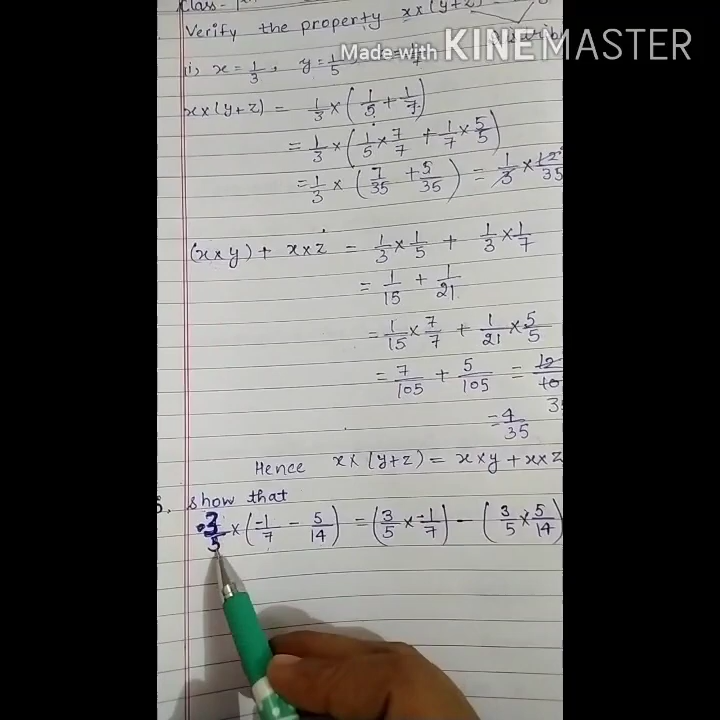 Class-
Verify the property x×(y+z)
Made with KINEMASTER
i) x = 1/3, y = 1/5
x×(y+z) = 1/3 × (1/5 + 1/7)
= 1/3 × (1/5 × 7/7 + 1/7 × 5/5)
= 1/3 × (7/35 + 5/35) = 1/3 × 12/35
(x×y) + x×z = 1/3 × 1/5 + 1/3 × 1/7
= 1/15 + 1/21
= 1/15 × 7/7 + 1/21 × 5/5
= 7/105 + 5/105 = 12/10
= 4/35
Hence x×(y+z) = x×y + x×z
show that
3/5 × (-1/7 - 5/14) = (3/5 × -1/7) - (3/5 × 5/14)